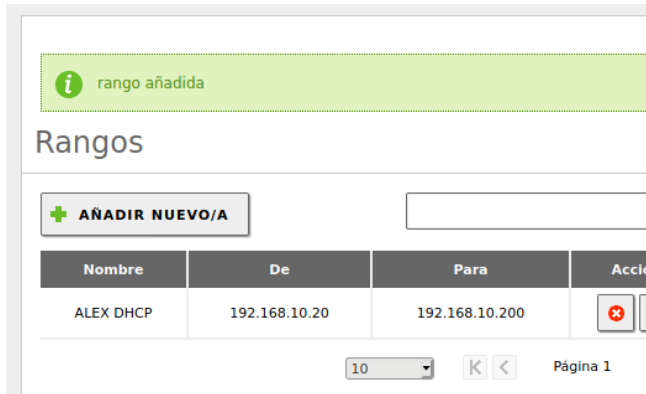 rango añadida
Rangos
AÑADIR NUEVO/A
Nombre De Para
ALEX DHCP 192.168.10.20 192.168.10.200
10 Página 1